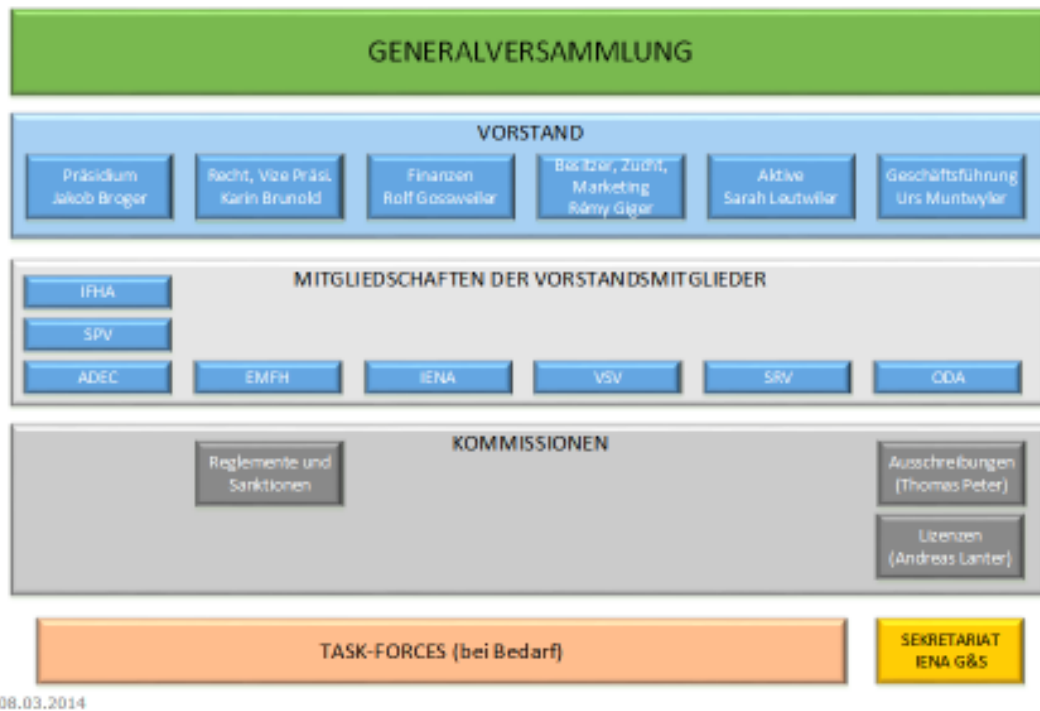 GENERALVERSAMMLUNG
VORSTAND
Präsidium
Jakob Broger
Recht, Vize Präsi.
Karin Brunold
Finanzen
Rolf Gossweiler
Besitzer, Zucht,
Marketing
Rémy Giger
Aktive
Sarah Leutwiler
Geschäftsführung
Urs Muntwyler
MITGLIEDSCHAFTEN DER VORSTANDSMITGLIEDER
IFHA
SPV
ADEC
EMFH
IENA
VSV
SRV
ODA
KOMMISSIONEN
Reglemente und
Sanktionen
Ausschreibungen
(Thomas Peter)
Lizenzen
(Andreas Lanter)
TASK-FORCES (bei Bedarf)
SEKRETARIAT
IENA G&S
08.03.2014